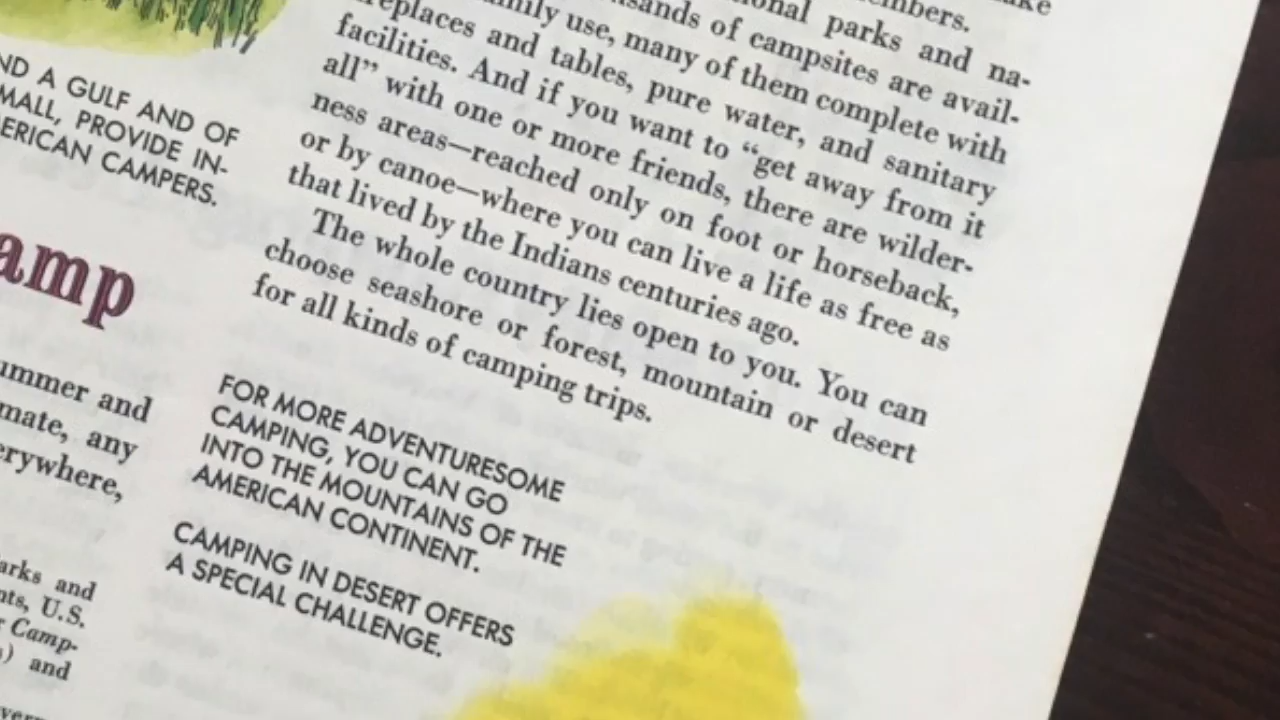 ND A GULF AND OF
MALL, PROVIDE IN-
ERICAN CAMPERS.
amp
ummer and
mate, any
erywhere,
arks and
nts, U.S.
Camp-
) and
make
members.
onal parks and na-
sands of campsites are avail-
mily use, many of them complete with
replaces and tables, pure water, and sanitary
facilities. And if you want to “get away from it
all” with one or more friends, there are wilder-
ness areas—reached only on foot or horseback,
or by canoe—where you can live a life as free as
that lived by the Indians centuries ago.
The whole country lies open to you. You can
choose seashore or forest, mountain or desert
for all kinds of camping trips.
FOR MORE ADVENTURESOME
CAMPING, YOU CAN GO
INTO THE MOUNTAINS OF THE
AMERICAN CONTINENT.
CAMPING IN DESERT OFFERS
A SPECIAL CHALLENGE.